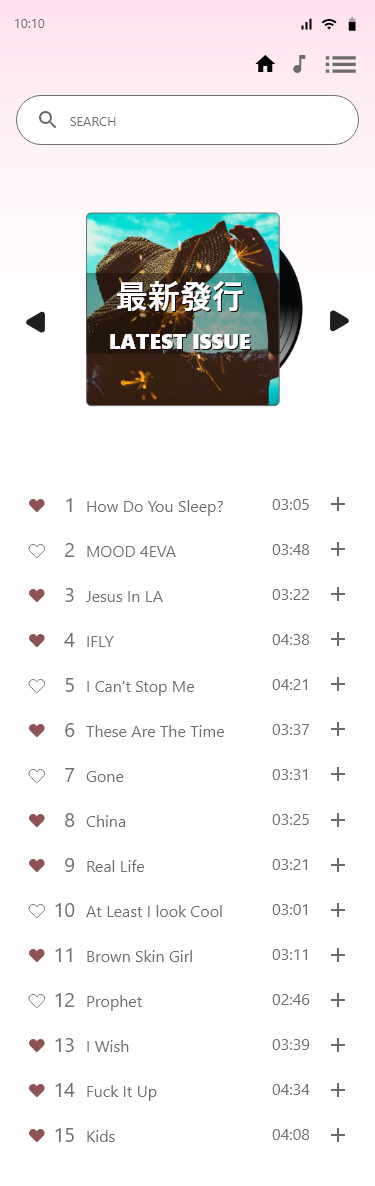 10:10
SEARCH
最新發行
LATEST ISSUE
1 How Do You Sleep? 03:05
2 MOOD 4EVA 03:48
3 Jesus In LA 03:22
4 IFLY 04:38
5 I Can't Stop Me 04:21
6 These Are The Time 03:37
7 Gone 03:31
8 China 03:25
9 Real Life 03:21
10 At Least I look Cool 03:01
11 Brown Skin Girl 03:11
12 Prophet 02:46
13 I Wish 03:39
14 Fuck It Up 04:34
15 Kids 04:08